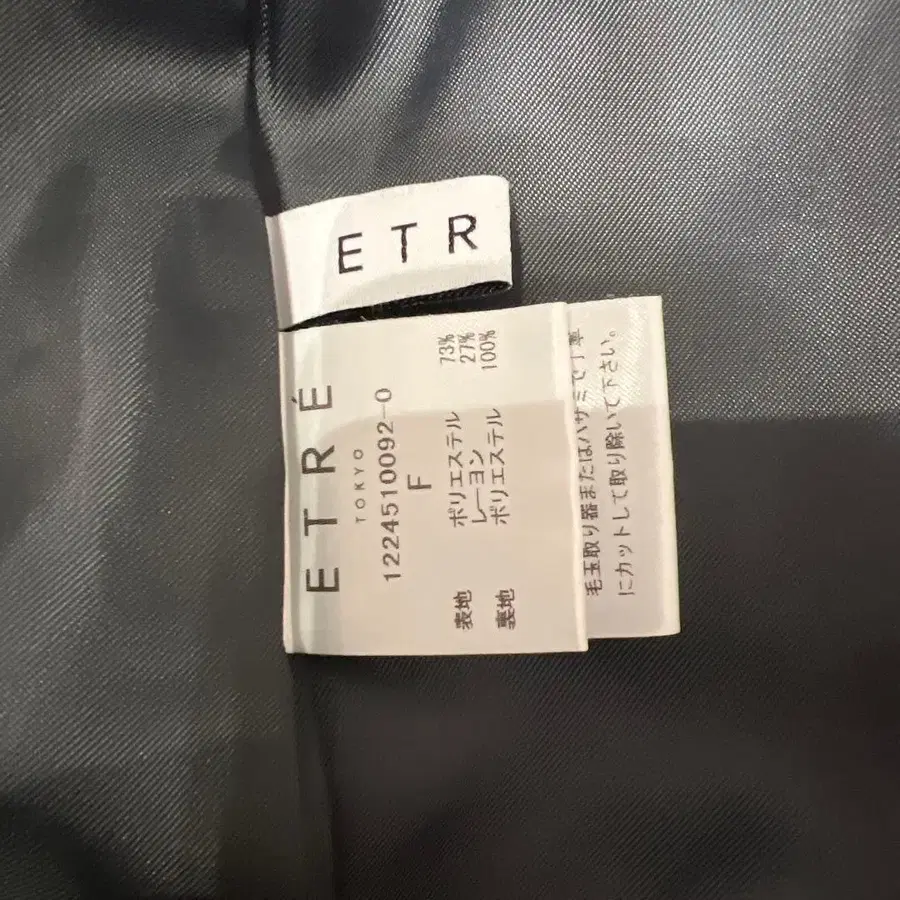 ETR
ETRÉ
TOKYO
122451​0092-0
F
表地 ポリエステル 73%
レーヨン 27%
裏地 ポリエステル 100%
毛玉取り器またはハサミで丁寧
にカットして取り除いて下さい。